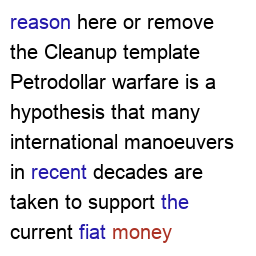 reason here or remove
the Cleanup template
Petrodollar warfare is a
hypothesis that many
international manoeuvers
in recent decades are
taken to support the
current fiat money